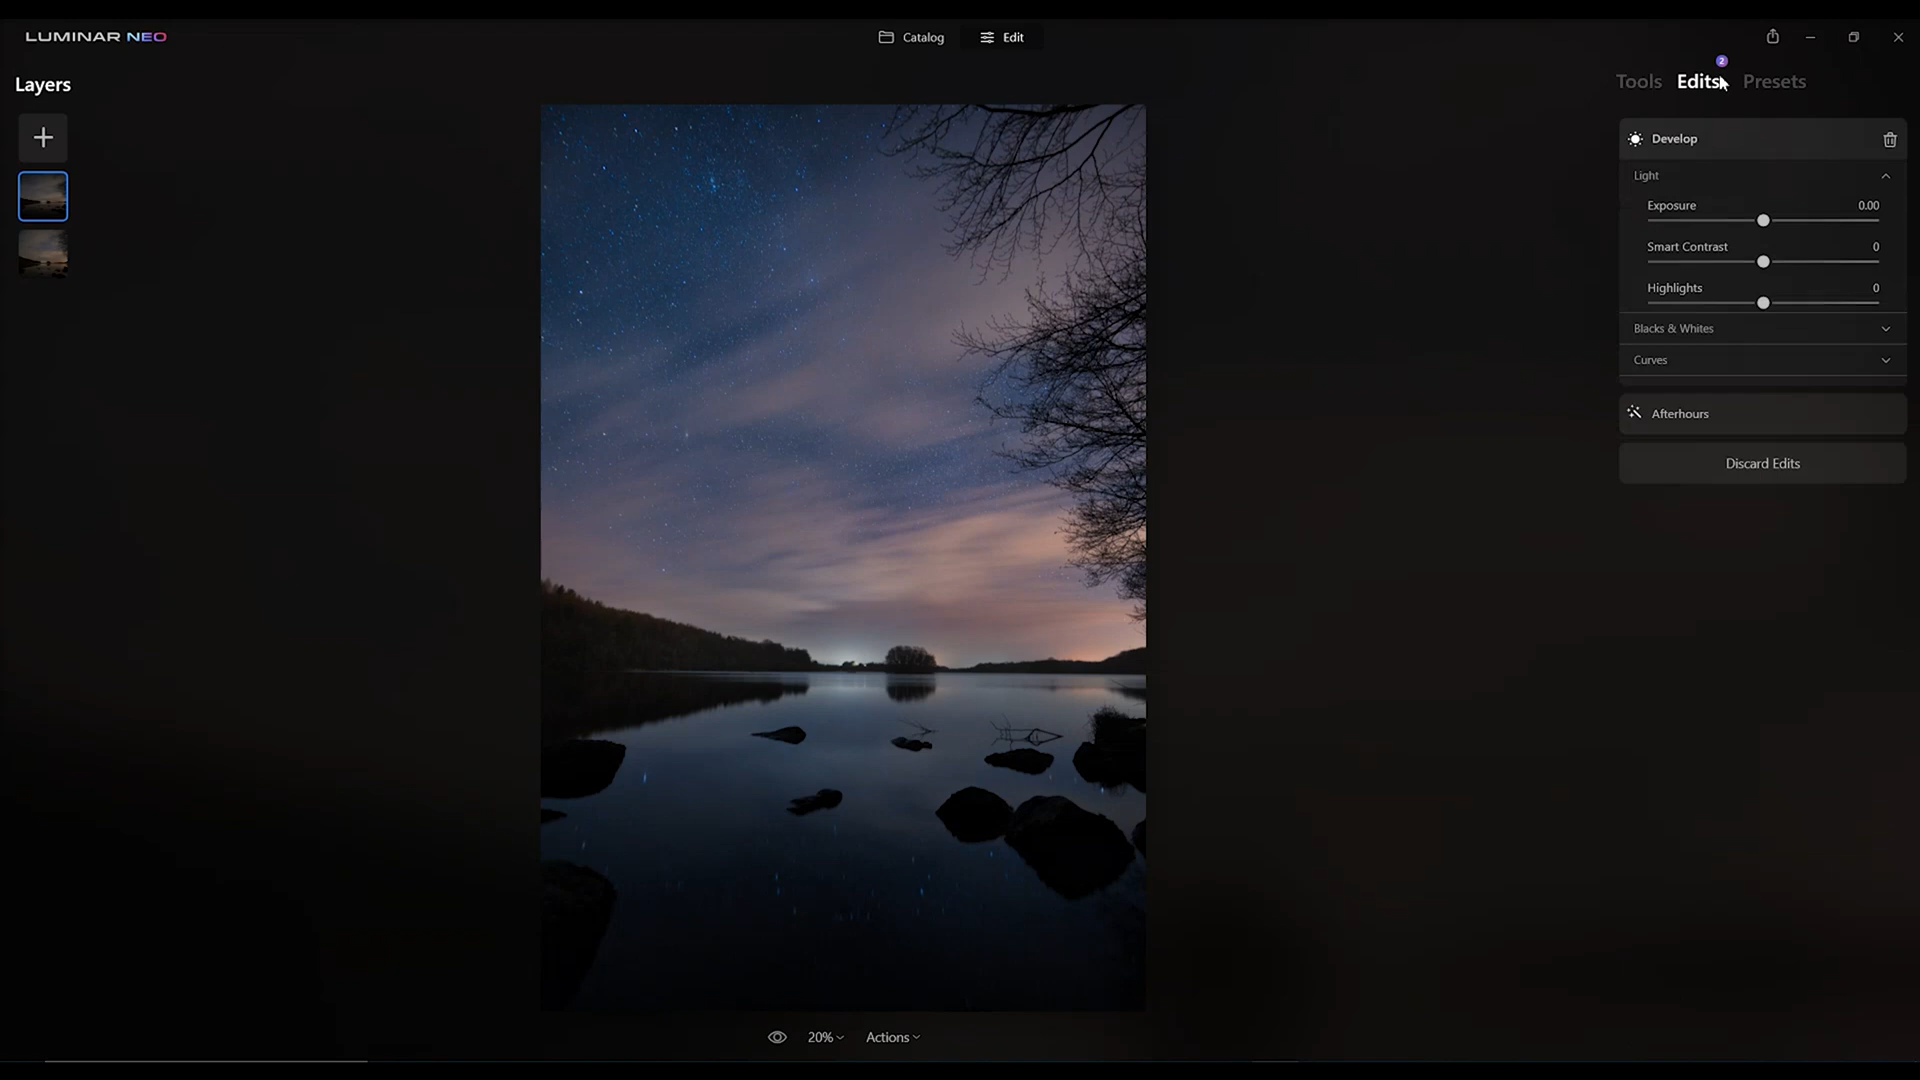 LUMINAR NEO
Catalog
Edit
Layers
2
Tools
Edits
Presets
Develop
Light
Exposure 0.00
Smart Contrast 0
Highlights 0
Blacks & Whites
Curves
Afterhours
Discard Edits
20%
Actions